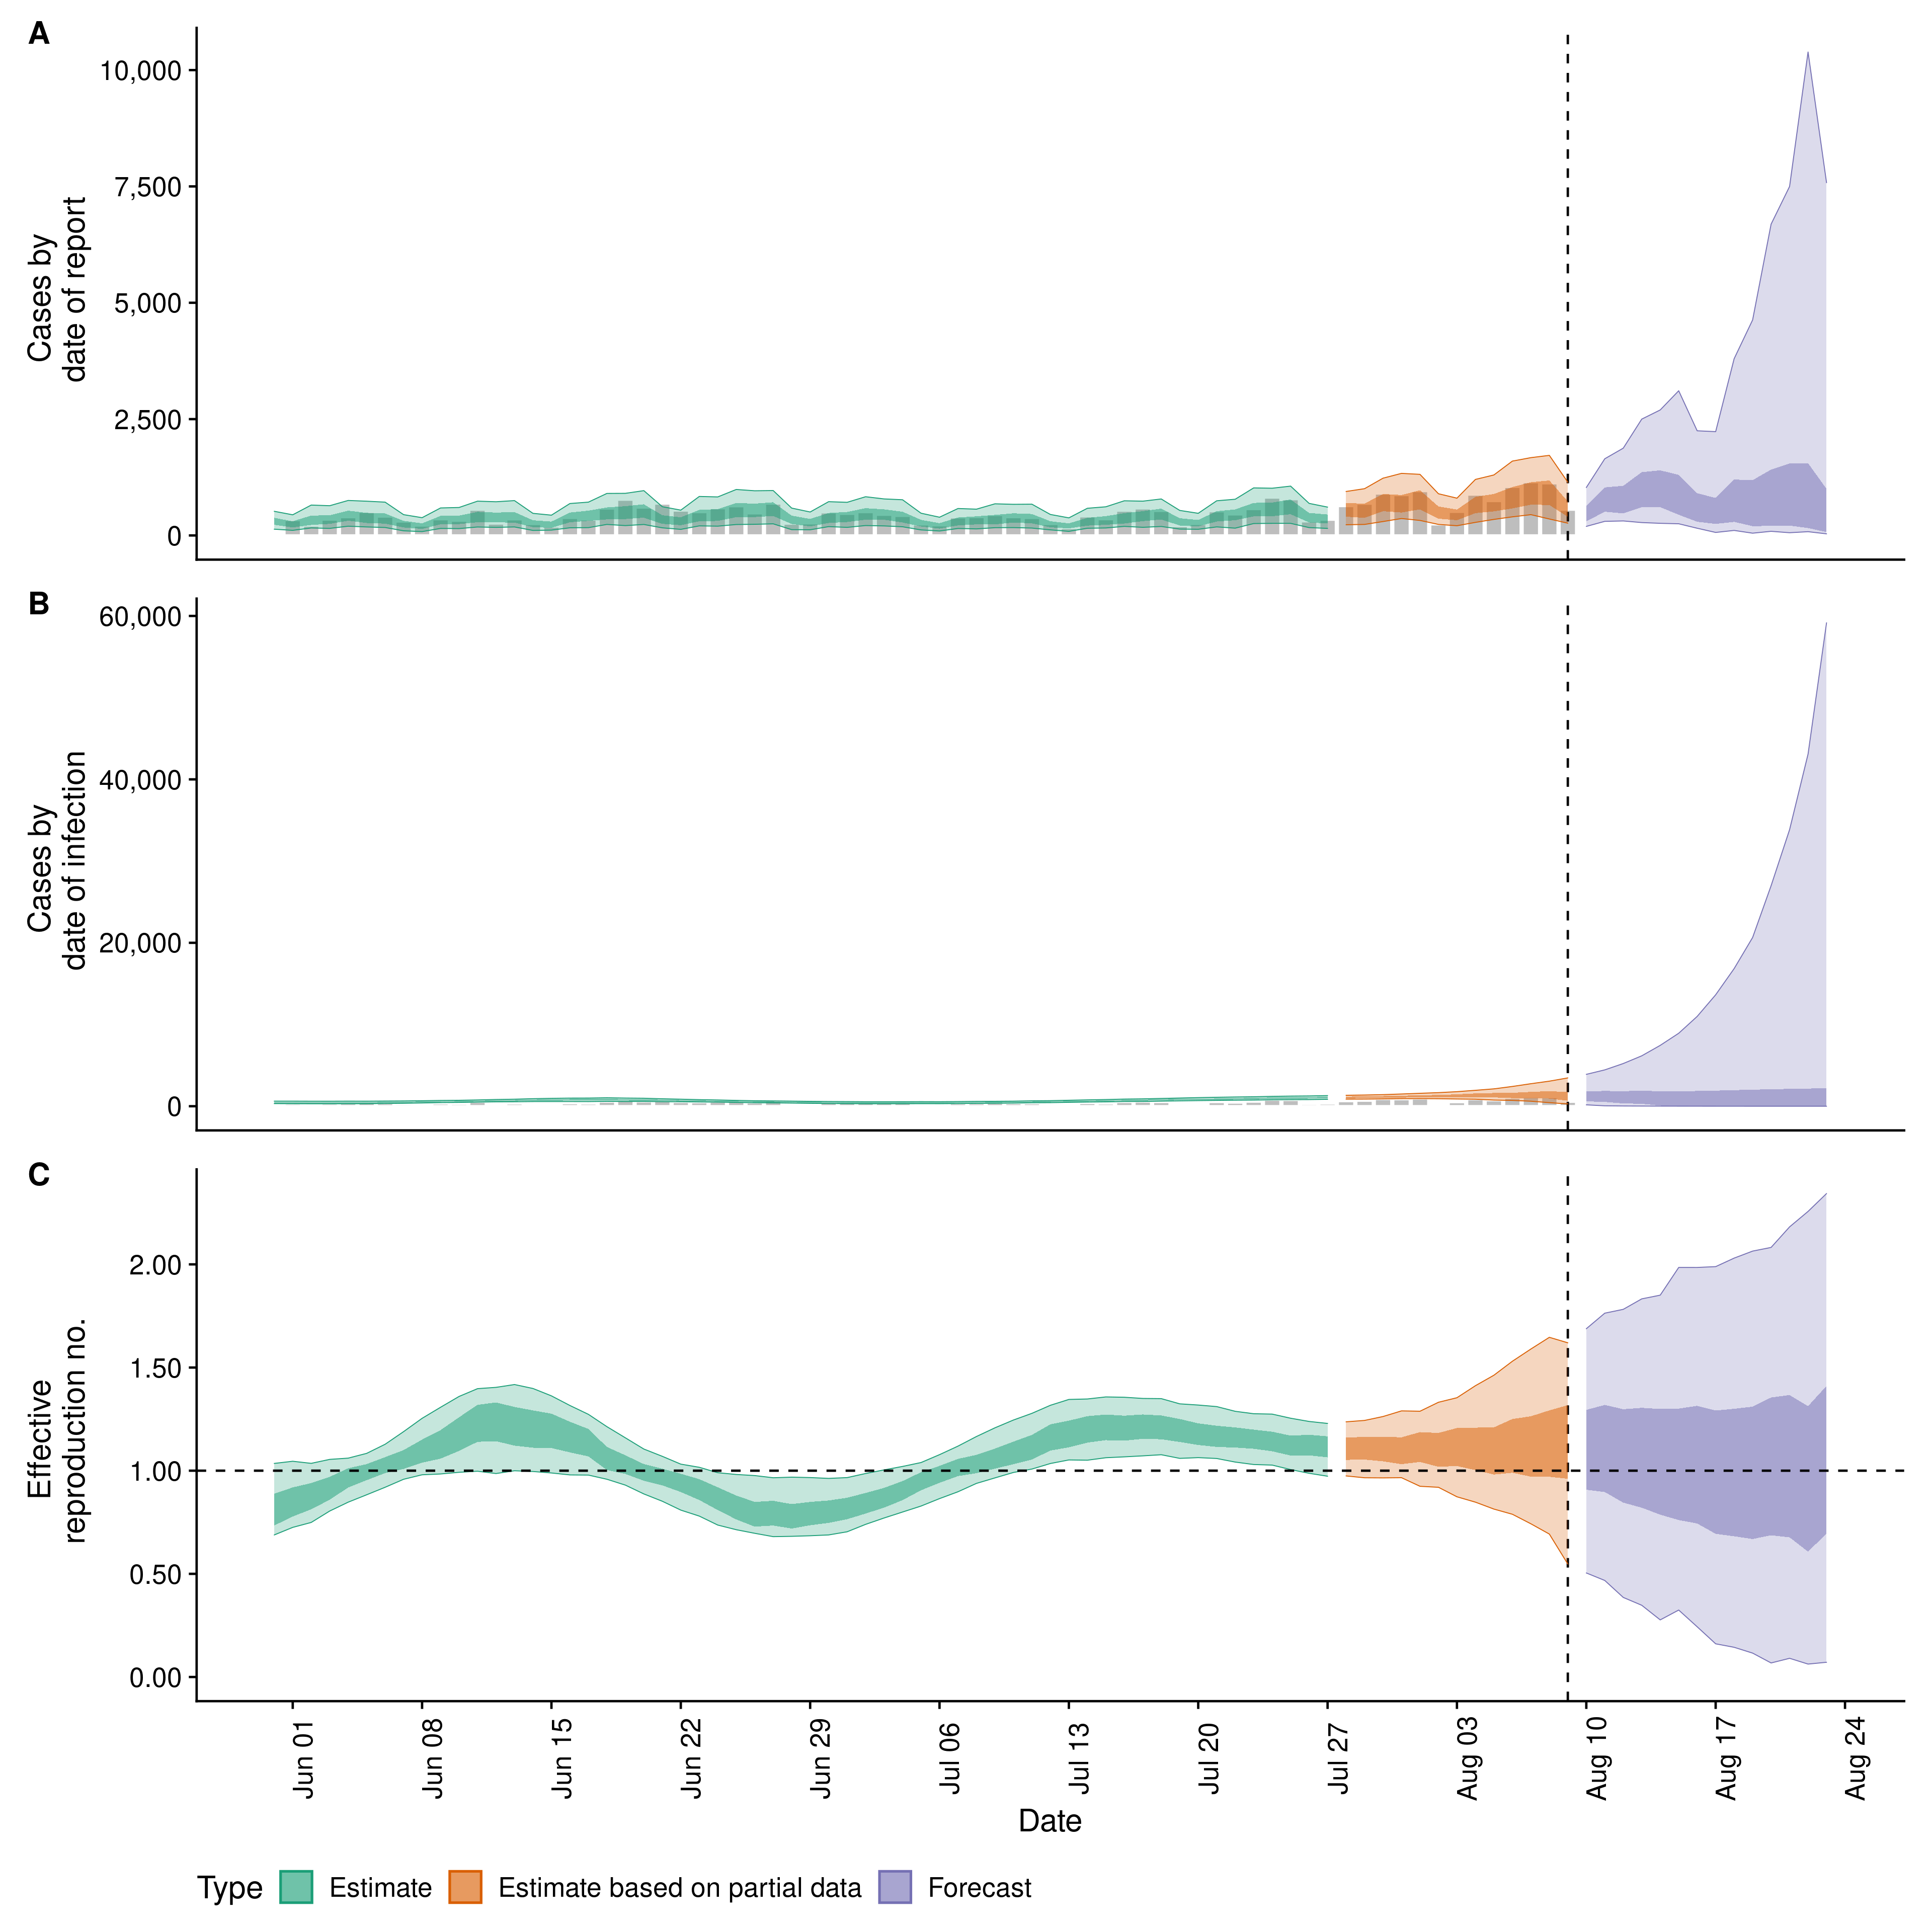 A
Cases by
date of report
10,000
7,500
5,000
2,500
0
B
Cases by
date of infection
60,000
40,000
20,000
0
C
Effective
reproduction no.
2.00
1.50
1.00
0.50
0.00
Jun 01
Jun 08
Jun 15
Jun 22
Jun 29
Jul 06
Jul 13
Jul 20
Jul 27
Aug 03
Aug 10
Aug 17
Aug 24
Date
Type Estimate Estimate based on partial data Forecast